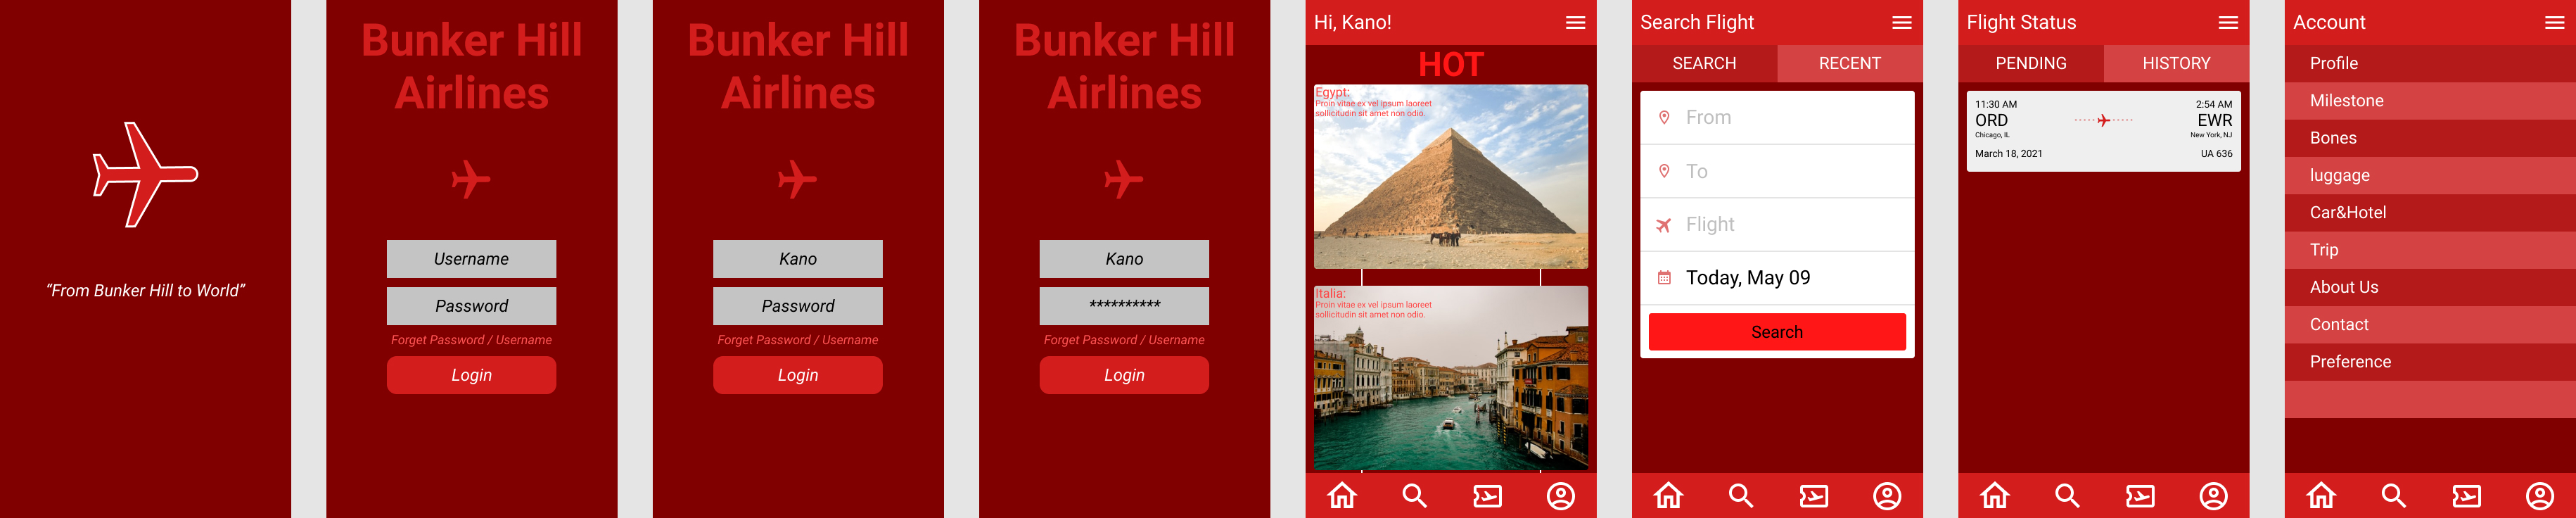 “From Bunker Hill to World”
Bunker Hill
Airlines
Username
Password
Forget Password / Username
Login
Bunker Hill
Airlines
Kano
Password
Forget Password / Username
Login
Bunker Hill
Airlines
Kano
**********
Forget Password / Username
Login
Hi, Kano!
HOT
Egypt:
Proin vitae ex vel ipsum laoreet
sollicitudin sit amet non odio.
Italia:
Proin vitae ex vel ipsum laoreet
sollicitudin sit amet non odio.
Search Flight
SEARCH RECENT
From
To
Flight
Today, May 09
Search
Flight Status
PENDING HISTORY
11:30 AM 2:54 AM
ORD EWR
Chicago, IL New York, NJ
March 18, 2021 UA 636
Account
Profile
Milestone
Bones
luggage
Car&Hotel
Trip
About Us
Contact
Preference